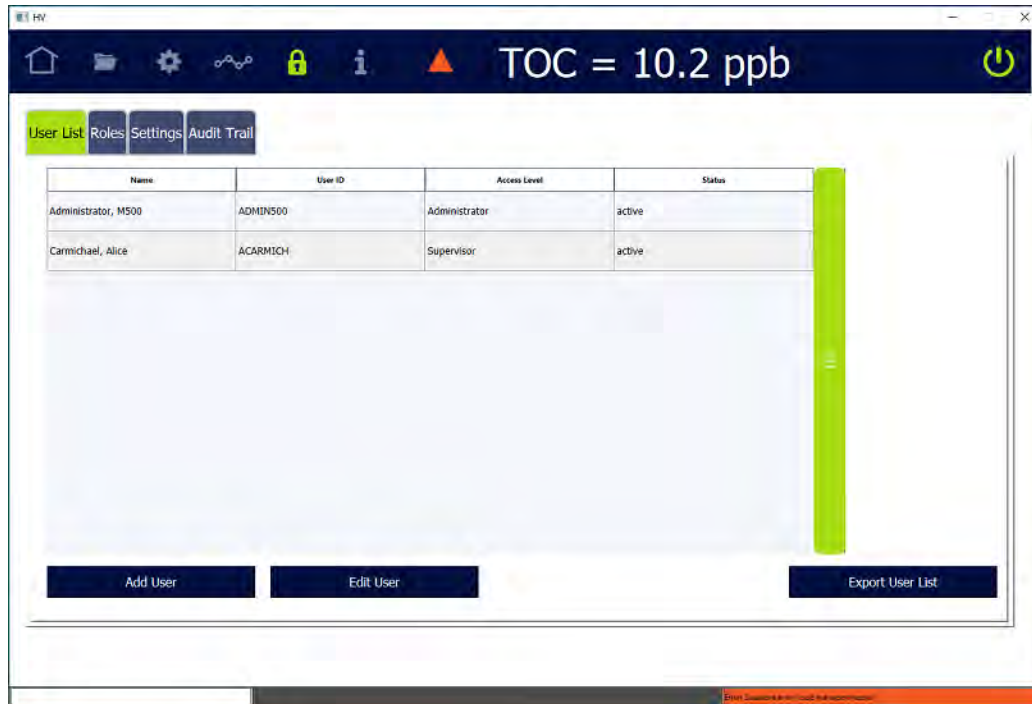 HV
TOC = 10.2 ppb
User List Roles Settings Audit Trail
Name User ID Access Level Status
Administrator, M500 ADMIN500 Administrator active
Carmichael, Alice ACARMICH Supervisor active
Add User Edit User Export User List